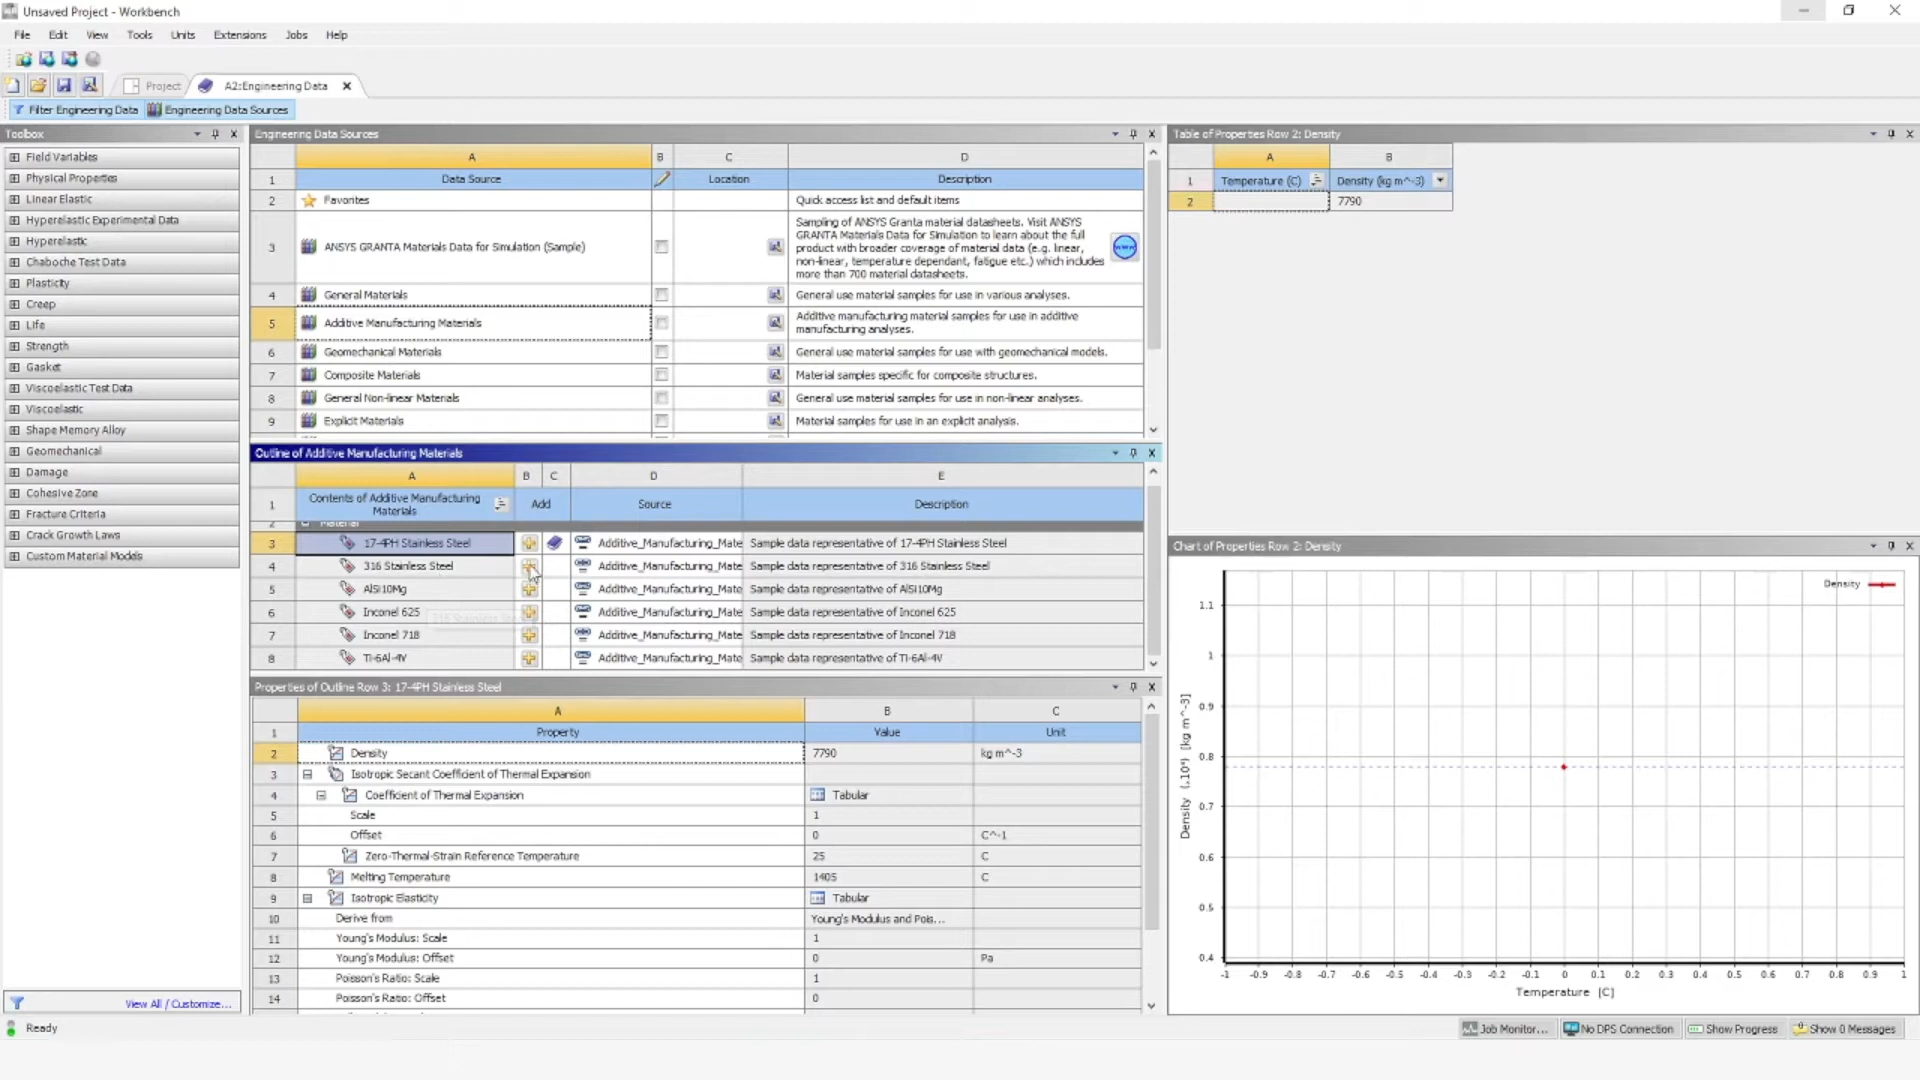 Unsaved Project - Workbench
File Edit View Tools Units Extensions Jobs Help
Project A2:Engineering Data
Filter Engineering Data Engineering Data Sources
Toolbox
Field Variables
Physical Properties
Linear Elastic
Hyperelastic Experimental Data
Hyperelastic
Chaboche Test Data
Plasticity
Creep
Life
Strength
Gasket
Viscoelastic Test Data
Viscoelastic
Shape Memory Alloy
Geomechanical
Damage
Cohesive Zone
Fracture Criteria
Crack Growth Laws
Custom Material Models
View All / Customize...
Engineering Data Sources
A B C D
1 Data Source Location Description
2 Favorites Quick access list and default items
3 ANSYS GRANTA Materials Data for Simulation (Sample)
Sampling of ANSYS Granta material datasheets. Visit ANSYS
GRANTA Materials Data for Simulation to learn about the full
product with broader coverage of material data (e.g. linear,
non-linear, temperature dependant, fatigue etc.) which includes
more than 700 material datasheets.
4 General Materials General use material samples for use in various analyses.
5 Additive Manufacturing Materials
Additive manufacturing material samples for use in additive
manufacturing analyses.
6 Geomechanical Materials General use material samples for use with geomechanical models.
7 Composite Materials Material samples specific for composite structures.
8 General Non-linear Materials General use material samples for use in non-linear analyses.
9 Explicit Materials Material samples for use in an explicit analysis.
Outline of Additive Manufacturing Materials
A B C D E
1 Contents of Additive Manufacturing
Materials
Add Source Description
2 Material
3 17-4PH Stainless Steel Additive_Manufacturing_Mate Sample data representative of 17-4PH Stainless Steel
4 316 Stainless Steel Additive_Manufacturing_Mate Sample data representative of 316 Stainless Steel
5 AlSi10Mg Additive_Manufacturing_Mate Sample data representative of AlSi10Mg
6 Inconel 625 Additive_Manufacturing_Mate Sample data representative of Inconel 625
7 Inconel 718 Additive_Manufacturing_Mate Sample data representative of Inconel 718
8 Ti-6Al-4V Additive_Manufacturing_Mate Sample data representative of Ti-6Al-4V
Properties of Outline Row 3: 17-4PH Stainless Steel
A B C
1 Property Value Unit
2 Density 7790 kg m^-3
3 Isotropic Secant Coefficient of Thermal Expansion
4 Coefficient of Thermal Expansion Tabular
5 Scale 1
6 Offset 0 C^-1
7 Zero-Thermal-Strain Reference Temperature 25 C
8 Melting Temperature 1405 C
9 Isotropic Elasticity Tabular
10 Derive from Young's Modulus and Pois...
11 Young's Modulus: Scale 1
12 Young's Modulus: Offset 0 Pa
13 Poisson's Ratio: Scale 1
14 Poisson's Ratio: Offset 0
Table of Properties Row 2: Density
A B
1 Temperature (C) Density (kg m^-3)
2 7790
Chart of Properties Row 2: Density
Density
1.1
1
0.9
0.8
0.7
0.6
0.5
0.4
Density (.10⁴) [kg m^-3]
-1 -0.9 -0.8 -0.7 -0.6 -0.5 -0.4 -0.3 -0.2 -0.1 0 0.1 0.2 0.3 0.4 0.5 0.6 0.7 0.8 0.9 1
Temperature [C]
Ready
Job Monitor... No DPS Connection Show Progress Show 0 Messages